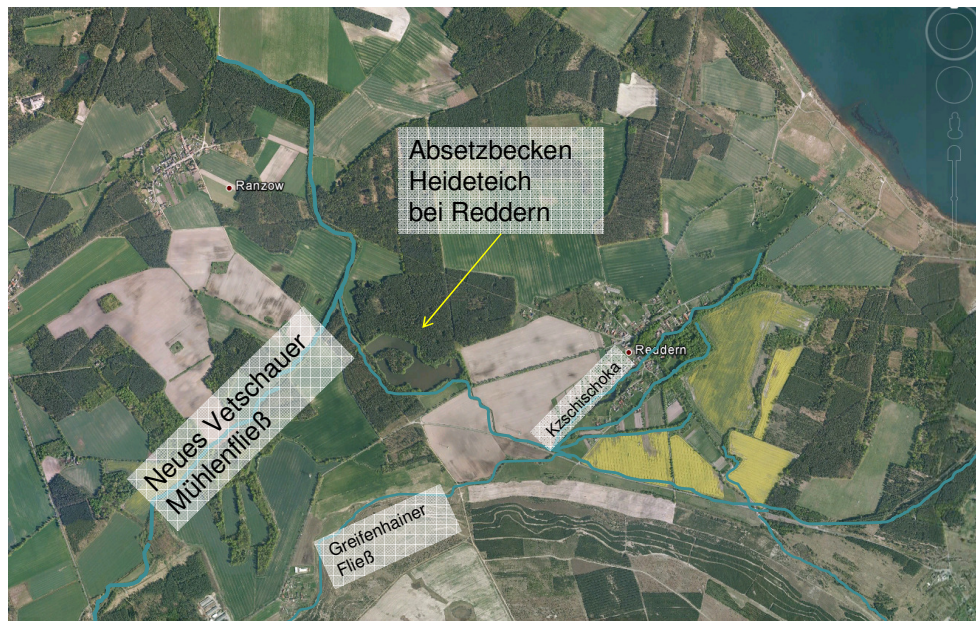 Absetzbecken
Heideteich
bei Reddern
Ranzow
Neues Vetschauer
Mühlenfließ
Reddern
Kzschischoka
Greifenhainer
Fließ